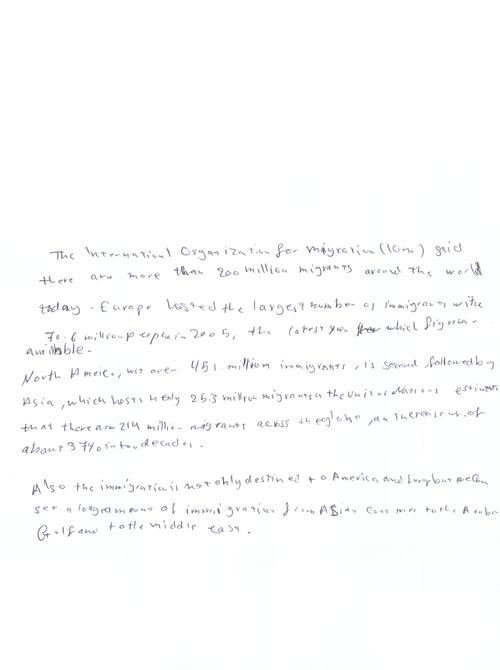 The International Organization for migration (IOM) said
there are more than 200 million migrants around the world
today. Europe hosted the largest number of immigrants with
70.6 million people in 2005, the latest year for which figures
available.
North America, with over 45.1 million immigrants, is second followed by
Asia, which hosts nearly 25.3 million migrants the United Nations estimates
that there are 214 million migrants across the globe, an increase of
about 37% in two decades.
Also the immigration is not only destined to America and Europe but we can
see a large amount of immigration from Asian countries to the Arabe
Gulf and to the middle east.